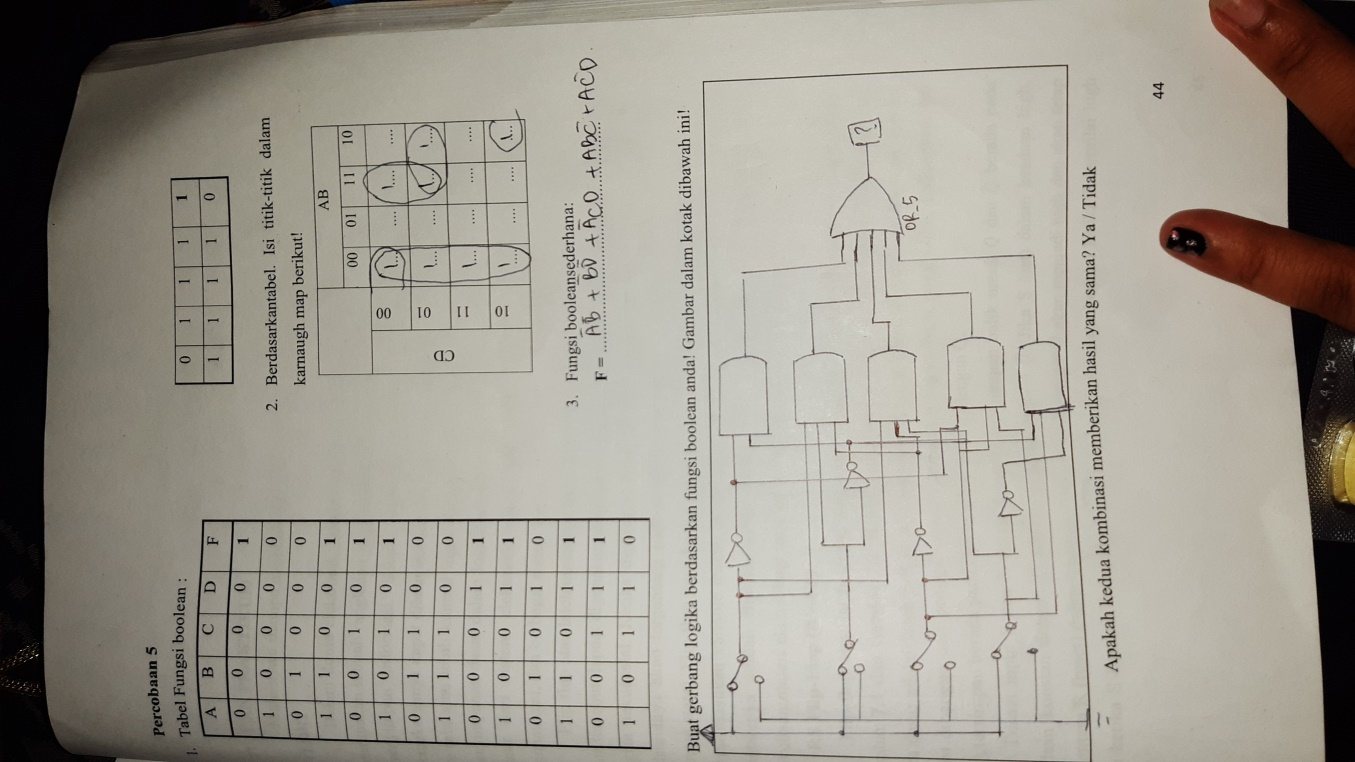 Percobaan 5
1. Tabel Fungsi boolean :
A B C D F
0 0 0 0 1
1 0 0 0 0
0 1 0 0 0
1 1 0 0 1
0 0 1 0 1
1 0 1 0 1
0 1 1 0 0
1 1 1 0 0
0 0 0 1 1
1 0 0 1 1
0 1 0 1 0
1 1 0 1 1
0 0 1 1 1
1 0 1 1 0
0 1 1 1 1
1 1 1 1 0
2. Berdasarkantabel. Isi titik-titik dalam
karnaugh map berikut!
AB
00 01 11 10
CD
00 1... .... 1... ....
01 1... .... 1... 1...
11 1... .... .... ....
10 1... .... .... 1...
3. Fungsi booleansederhana:
F = A̅B̅ + BD + A̅CD + AB̅C̅ + AC̅D.
Buat gerbang logika berdasarkan fungsi boolean anda! Gambar dalam kotak dibawah ini!
?
OR_5
Apakah kedua kombinasi memberikan hasil yang sama? Ya / Tidak
44